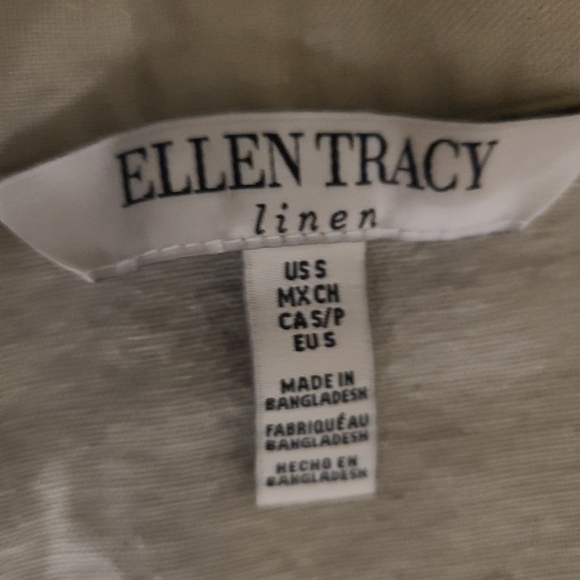 ELLEN TRACY
linen
US S
MX CH
CA S/P
EU S
MADE IN
BANGLADESH
FABRIQUÉ AU
BANGLADESH
HECHO EN
BANGLADESH